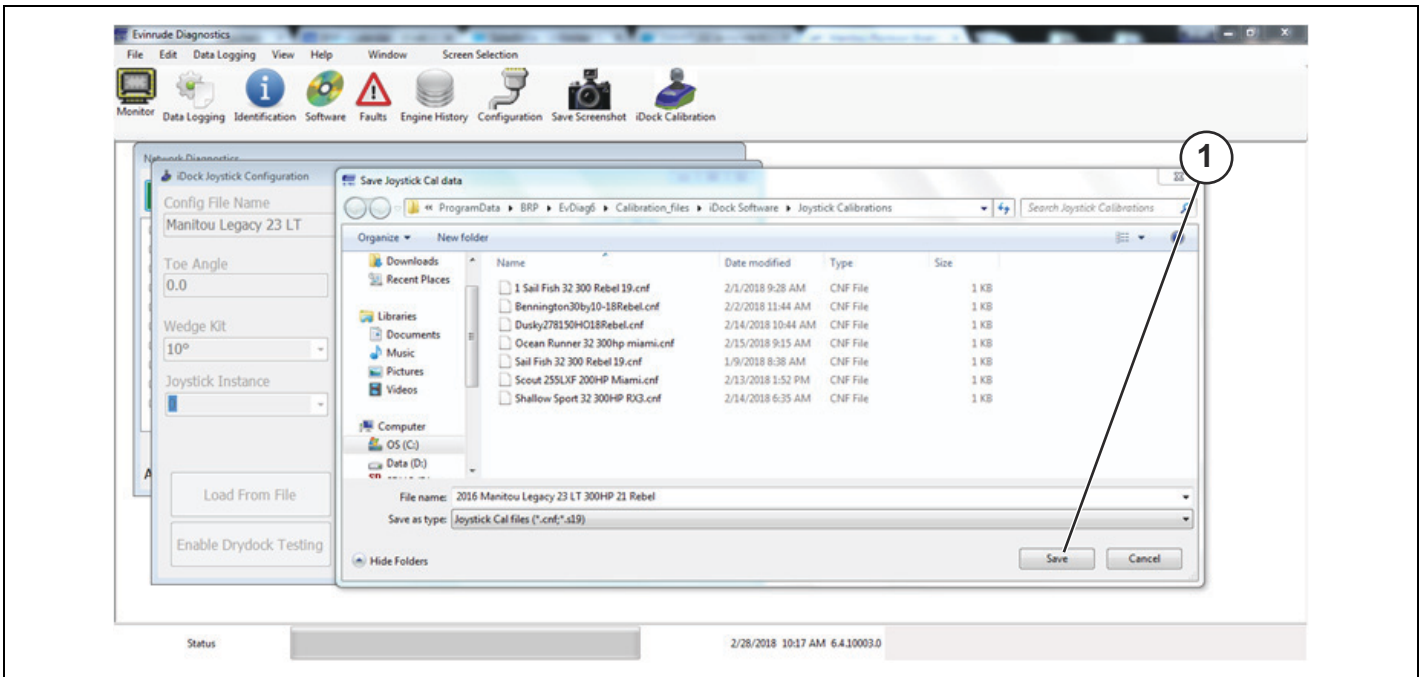 Evinrude Diagnostics
File Edit Data Logging View Help Window Screen Selection
Monitor Data Logging Identification Software Faults Engine History Configuration Save Screenshot iDock Calibration
1
Network Diagnostics
iDock Joystick Configuration
Config File Name
Manitou Legacy 23 LT
Toe Angle
0.0
Wedge Kit
10°
Joystick Instance
0
Load From File
Enable Drydock Testing
Save Joystick Cal data
« ProgramData BRP EvDiag6 Calibration_files iDock Software Joystick Calibrations Search Joystick Calibrations
Organize New folder
Downloads
Recent Places
Libraries
Documents
Music
Pictures
Videos
Computer
OS (C:)
Data (D:)
Name Date modified Type Size
1 Sail Fish 32 300 Rebel 19.cnf 2/1/2018 9:28 AM CNF File 1 KB
Bennington30by10-18Rebel.cnf 2/2/2018 11:44 AM CNF File 1 KB
Dusky278150HO18Rebel.cnf 2/14/2018 10:44 AM CNF File 1 KB
Ocean Runner 32 300hp miami.cnf 2/15/2018 9:15 AM CNF File 1 KB
Sail Fish 32 300 Rebel 19.cnf 1/9/2018 8:38 AM CNF File 1 KB
Scout 255LXF 200HP Miami.cnf 2/13/2018 1:52 PM CNF File 1 KB
Shallow Sport 32 300HP RX3.cnf 2/14/2018 6:35 AM CNF File 1 KB
File name: 2016 Manitou Legacy 23 LT 300HP 21 Rebel
Save as type: Joystick Cal files (*.cnf;*.s19)
Hide Folders Save Cancel
Status 2/28/2018 10:17 AM 6.4.10003.0